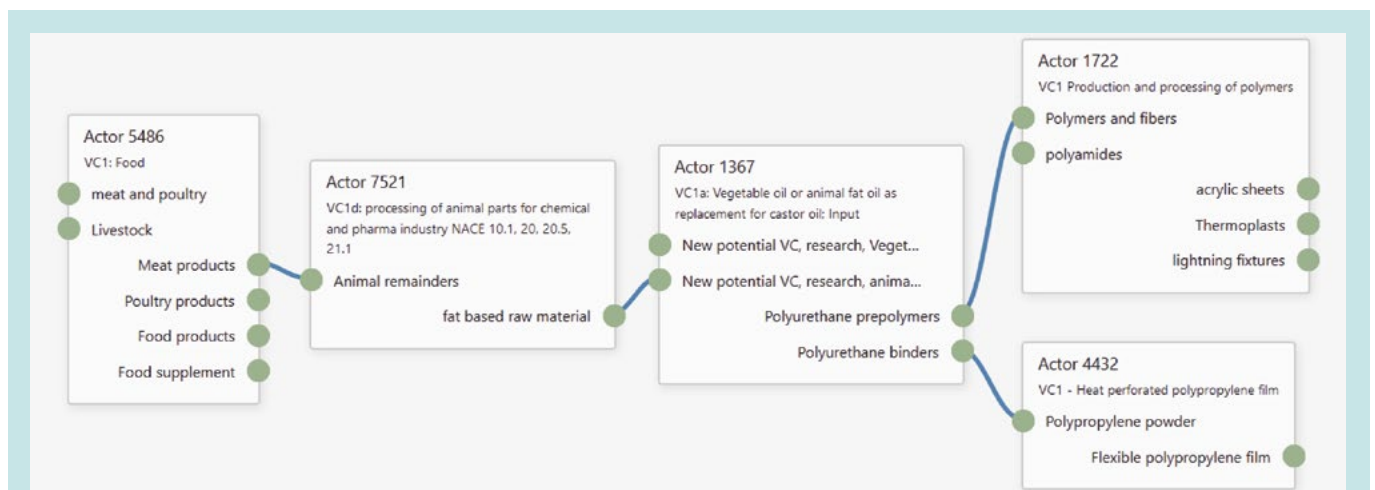 Actor 5486
VC1: Food
meat and poultry
Livestock
Meat products
Poultry products
Food products
Food supplement
Actor 7521
VC1d: processing of animal parts for chemical
and pharma industry NACE 10.1, 20, 20.5,
21.1
Animal remainders
fat based raw material
Actor 1367
VC1a: Vegetable oil or animal fat oil as
replacement for castor oil: Input
New potential VC, research, Veget...
New potential VC, research, anima...
Polyurethane prepolymers
Polyurethane binders
Actor 1722
VC1 Production and processing of polymers
Polymers and fibers
polyamides
acrylic sheets
Thermoplasts
lightning fixtures
Actor 4432
VC1 - Heat perforated polypropylene film
Polypropylene powder
Flexible polypropylene film